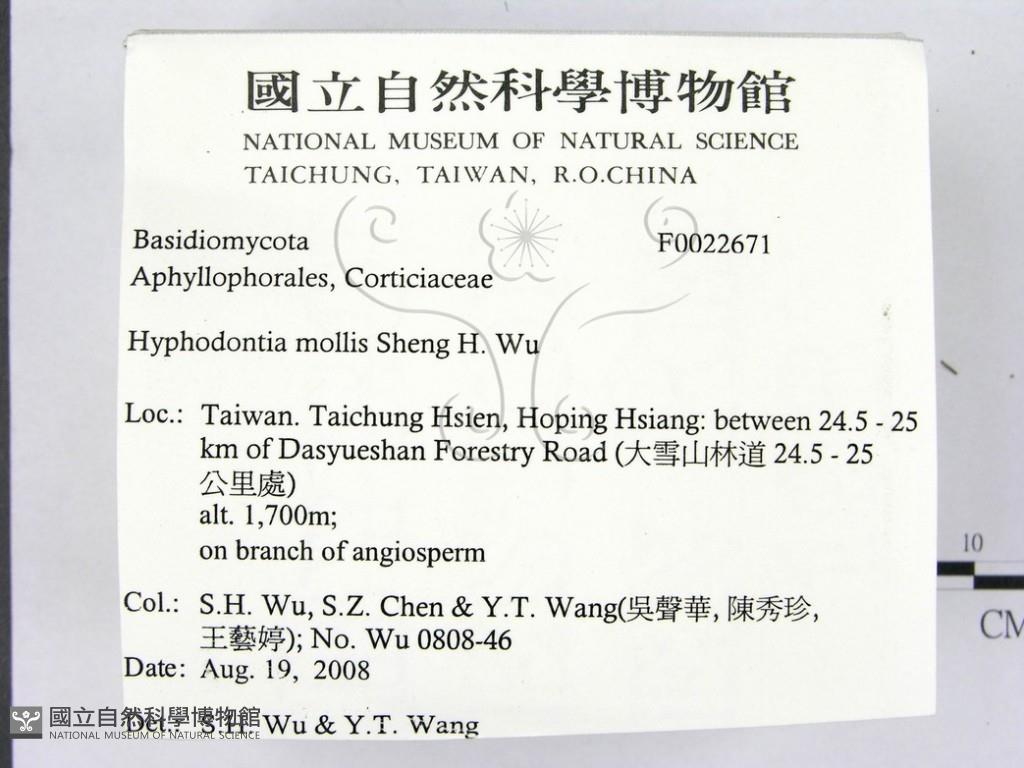 國立自然科學博物館
NATIONAL MUSEUM OF NATURAL SCIENCE
TAICHUNG, TAIWAN, R.O.CHINA
Basidiomycota F0022671
Aphyllophorales, Corticiaceae
Hyphodontia mollis Sheng H. Wu
Loc.: Taiwan. Taichung Hsien, Hoping Hsiang: between 24.5 - 25
km of Dasyueshan Forestry Road (大雪山林道 24.5 - 25
公里處)
alt. 1,700m;
on branch of angiosperm
10
CM
Col.: S.H. Wu, S.Z. Chen & Y.T. Wang(吳聲華, 陳秀珍,
王藝婷); No. Wu 0808-46
Date: Aug. 19, 2008
Det.: S.H. Wu & Y.T. Wang
國立自然科學博物館
NATIONAL MUSEUM OF NATURAL SCIENCE